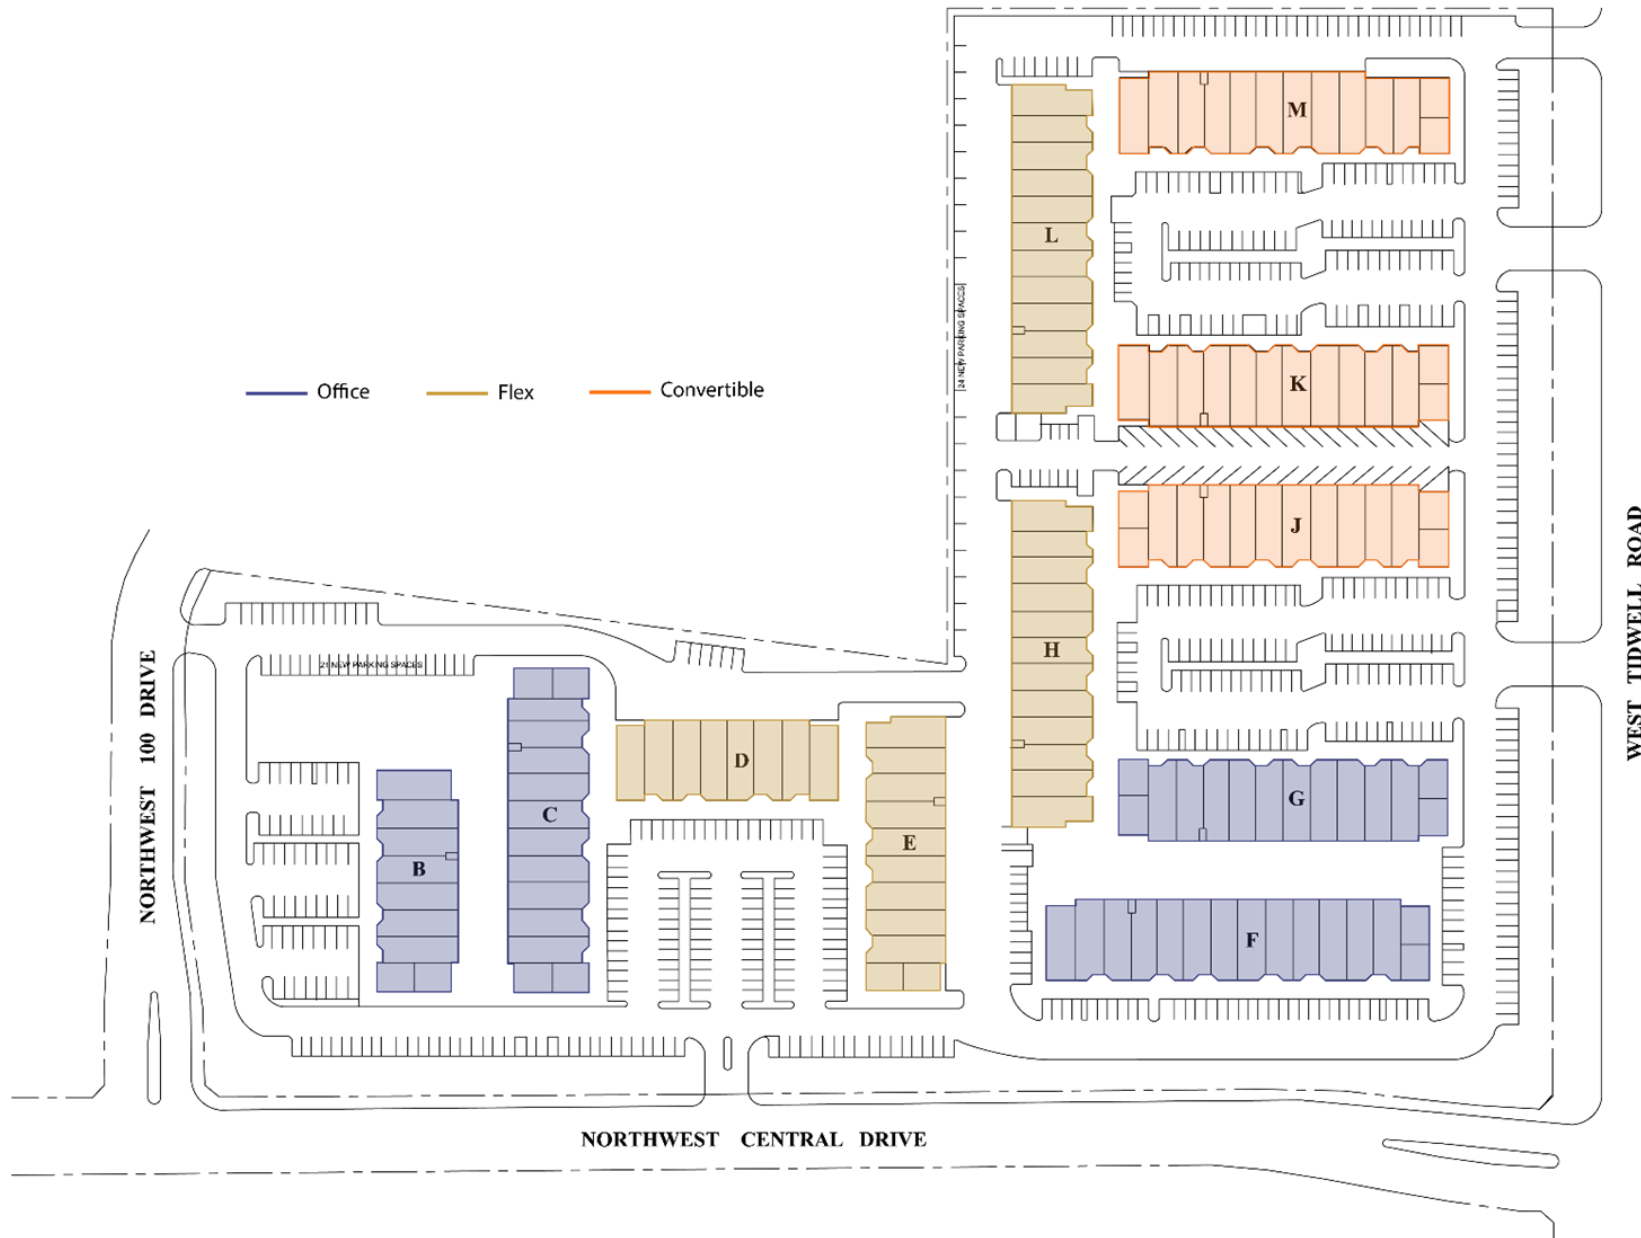 M
L
24 NEW PARKING SPACES
K
Office Flex Convertible
J
WEST TIDWELL ROAD
H
21 NEW PARKING SPACES
NORTHWEST 100 DRIVE
D
G
C
E
B
F
NORTHWEST CENTRAL DRIVE